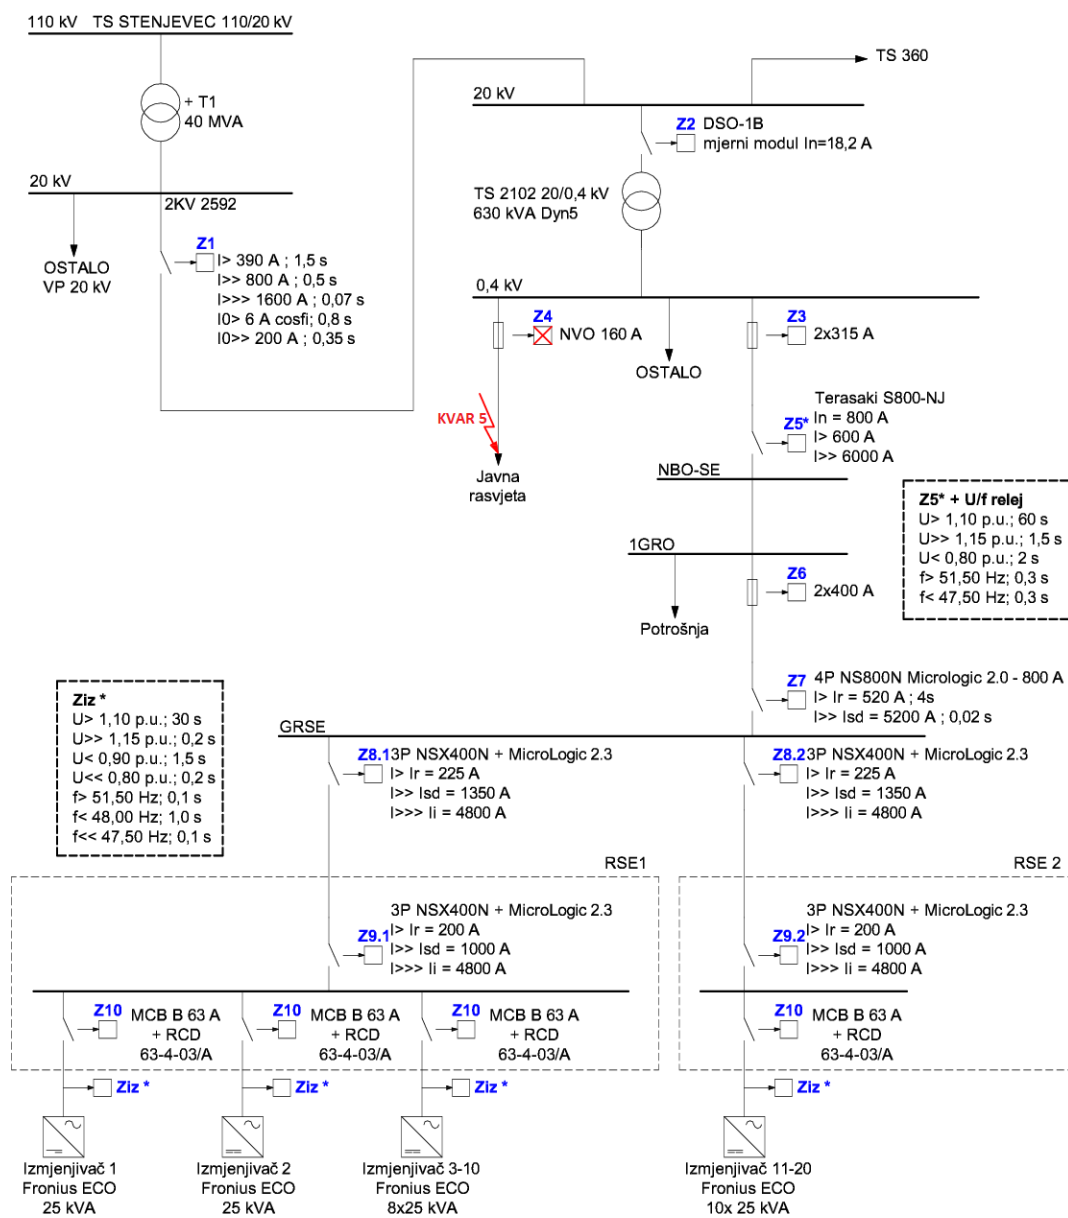 110 kV TS STENJEVEC 110/20 kV
+ T1
40 MVA
20 kV
2KV 2592
OSTALO
VP 20 kV
Z1
I> 390 A ; 1,5 s
I>> 800 A ; 0,5 s
I>>> 1600 A ; 0,07 s
I0> 6 A cosfi ; 0,8 s
I0>> 200 A ; 0,35 s
TS 360
20 kV
Z2 DSO-1B
mjerni modul In=18,2 A
TS 2102 20/0,4 kV
630 kVA Dyn5
0,4 kV
Z4
NVO 160 A
OSTALO
Z3
2x315 A
KVAR 5
Javna
rasvjeta
Terasaki S800-NJ
Z5*
In = 800 A
I> 600 A
I>> 6000 A
NBO-SE
Z5* + U/f relej
U> 1,10 p.u.; 60 s
U>> 1,15 p.u.; 1,5 s
U< 0,80 p.u.; 2 s
f> 51,50 Hz; 0,3 s
f< 47,50 Hz; 0,3 s
1GRO
Z6
2x400 A
Potrošnja
Z7
4P NS800N Micrologic 2.0 - 800 A
I> Ir = 520 A ; 4s
I>> Isd = 5200 A ; 0,02 s
Ziz *
U> 1,10 p.u.; 30 s
U>> 1,15 p.u.; 0,2 s
U< 0,90 p.u.; 1,5 s
U<< 0,80 p.u.; 0,2 s
f> 51,50 Hz; 0,1 s
f< 48,00 Hz; 1,0 s
f<< 47,50 Hz; 0,1 s
GRSE
Z8.1 3P NSX400N + MicroLogic 2.3
I> Ir = 225 A
I>> Isd = 1350 A
I>>> Ii = 4800 A
Z8.2 3P NSX400N + MicroLogic 2.3
I> Ir = 225 A
I>> Isd = 1350 A
I>>> Ii = 4800 A
RSE1
RSE 2
3P NSX400N + MicroLogic 2.3
Z9.1
I> Ir = 200 A
I>> Isd = 1000 A
I>>> Ii = 4800 A
3P NSX400N + MicroLogic 2.3
Z9.2
I> Ir = 200 A
I>> Isd = 1000 A
I>>> Ii = 4800 A
Z10 MCB B 63 A
+ RCD
63-4-03/A
Z10 MCB B 63 A
+ RCD
63-4-03/A
Z10 MCB B 63 A
+ RCD
63-4-03/A
Z10 MCB B 63 A
+ RCD
63-4-03/A
Ziz *
Ziz *
Ziz *
Ziz *
Izmjenjivač 1
Fronius ECO
25 kVA
Izmjenjivač 2
Fronius ECO
25 kVA
Izmjenjivač 3-10
Fronius ECO
8x25 kVA
Izmjenjivač 11-20
Fronius ECO
10x 25 kVA